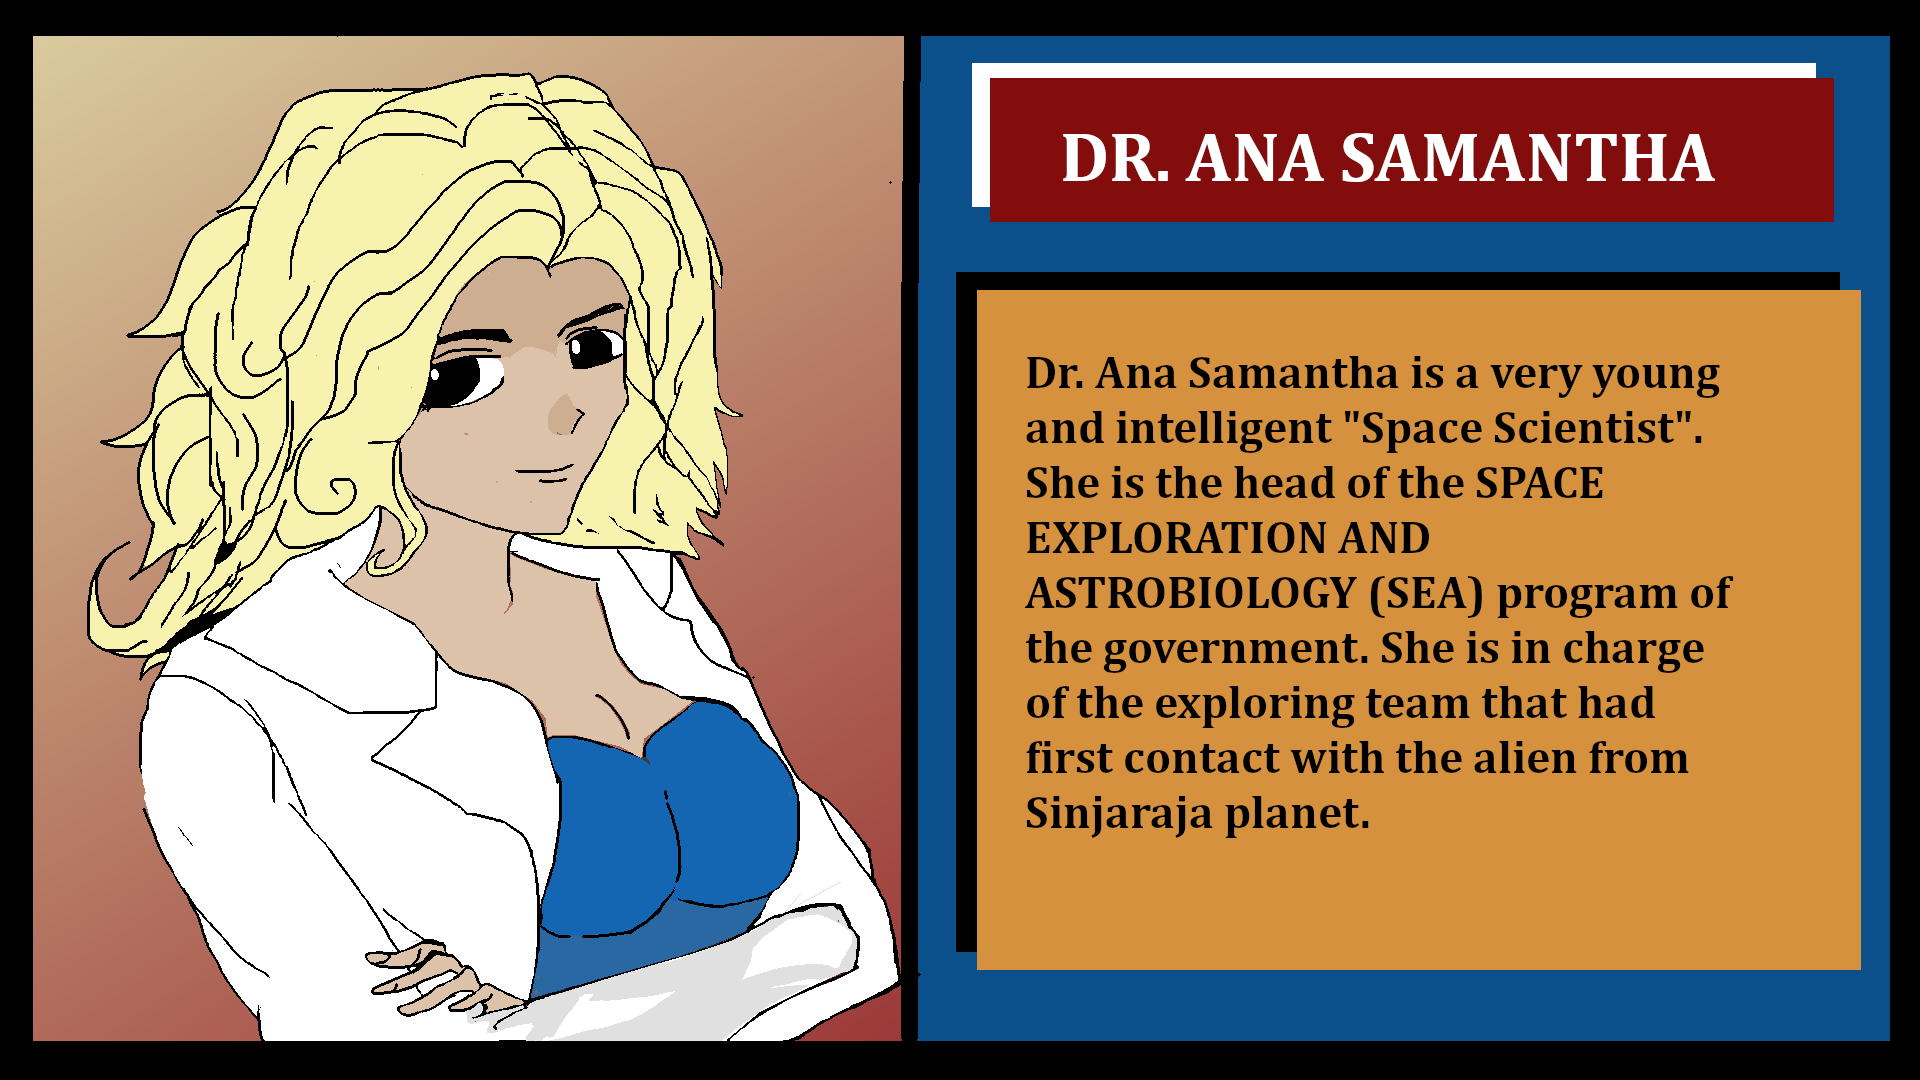 DR. ANA SAMANTHA
Dr. Ana Samantha is a very young
and intelligent "Space Scientist".
She is the head of the SPACE
EXPLORATION AND
ASTROBIOLOGY (SEA) program of
the government. She is in charge
of the exploring team that had
first contact with the alien from
Sinjaraja planet.